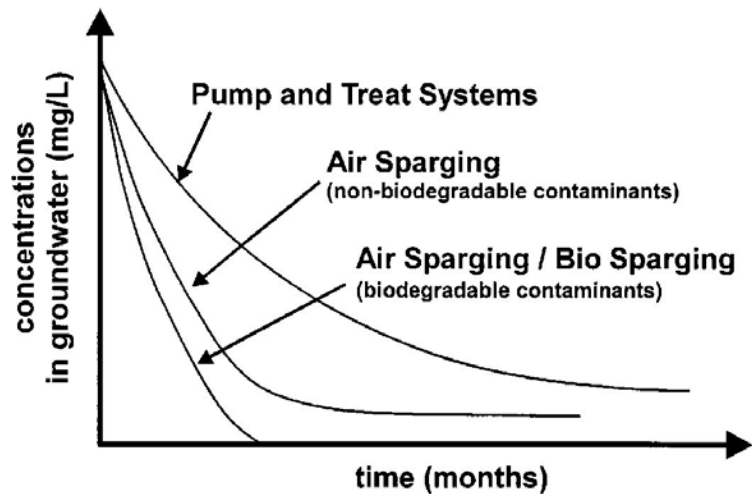 Pump and Treat Systems
Air Sparging
(non-biodegradable contaminants)
Air Sparging / Bio Sparging
(biodegradable contaminants)
concentrations
in groundwater (mg/L)
time (months)